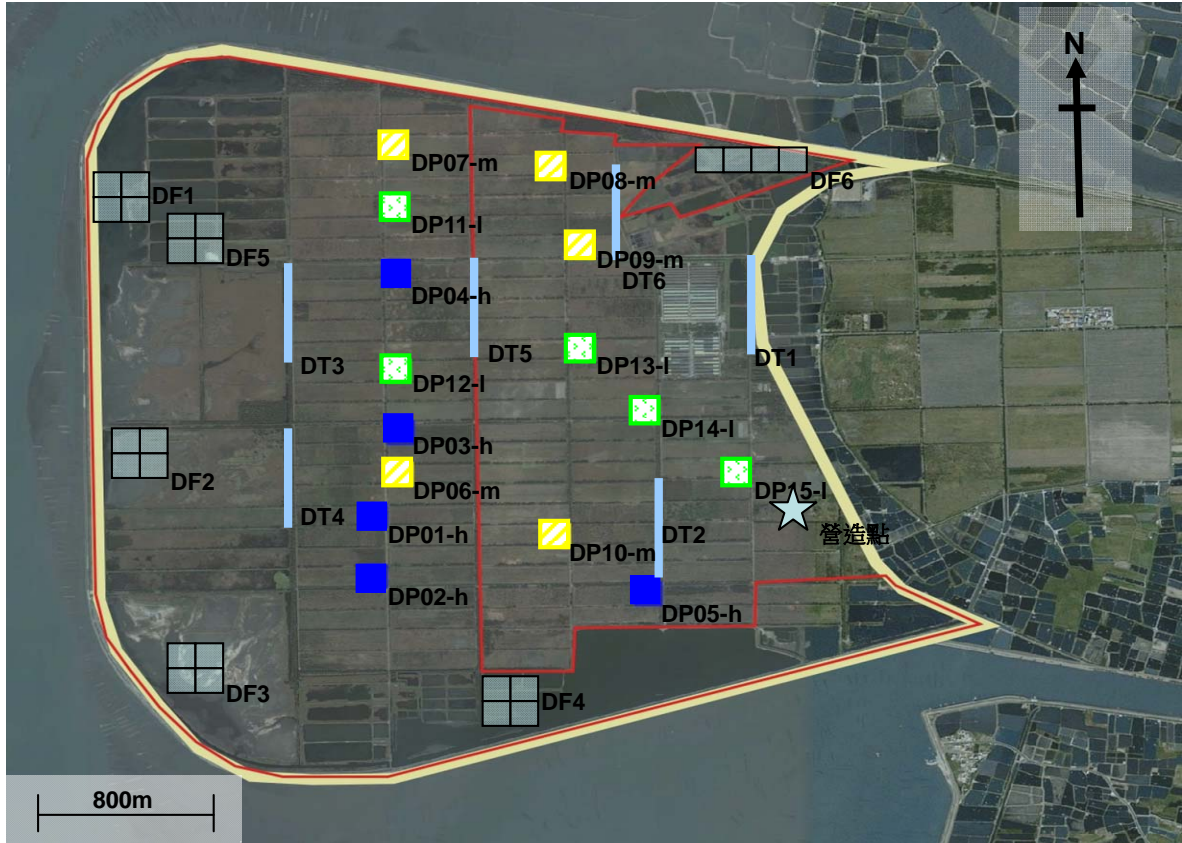 N
DP07-m
DP08-m
DF6
DF1
DP11-l
DF5
DP09-m
DT6
DP04-h
DT3
DT5
DP13-l
DT1
DP12-l
DP14-l
DP03-h
DF2
DP06-m
DP15-l
DT4
DP01-h
DT2
營造點
DP10-m
DP02-h
DP05-h
DF3
DF4
800m